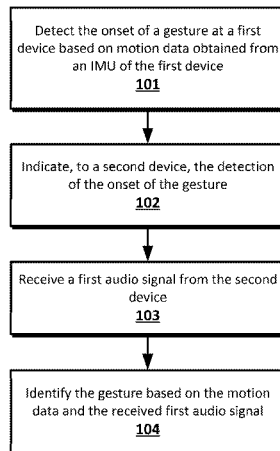 Detect the onset of a gesture at a first
device based on motion data obtained from
an IMU of the first device
101
Indicate, to a second device, the detection
of the onset of the gesture
102
Receive a first audio signal from the second
device
103
Identify the gesture based on the motion
data and the received first audio signal
104